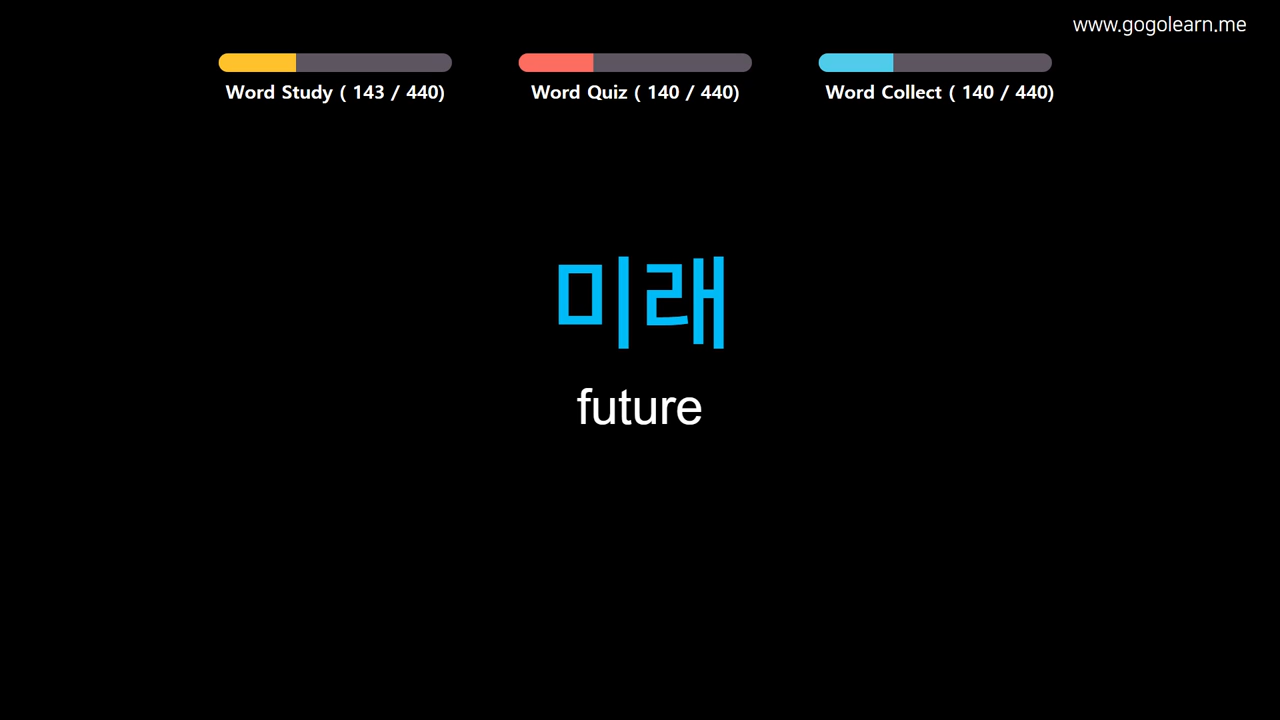 www.gogolearn.me
Word Study ( 143 / 440)
Word Quiz ( 140 / 440)
Word Collect ( 140 / 440)
미래
future